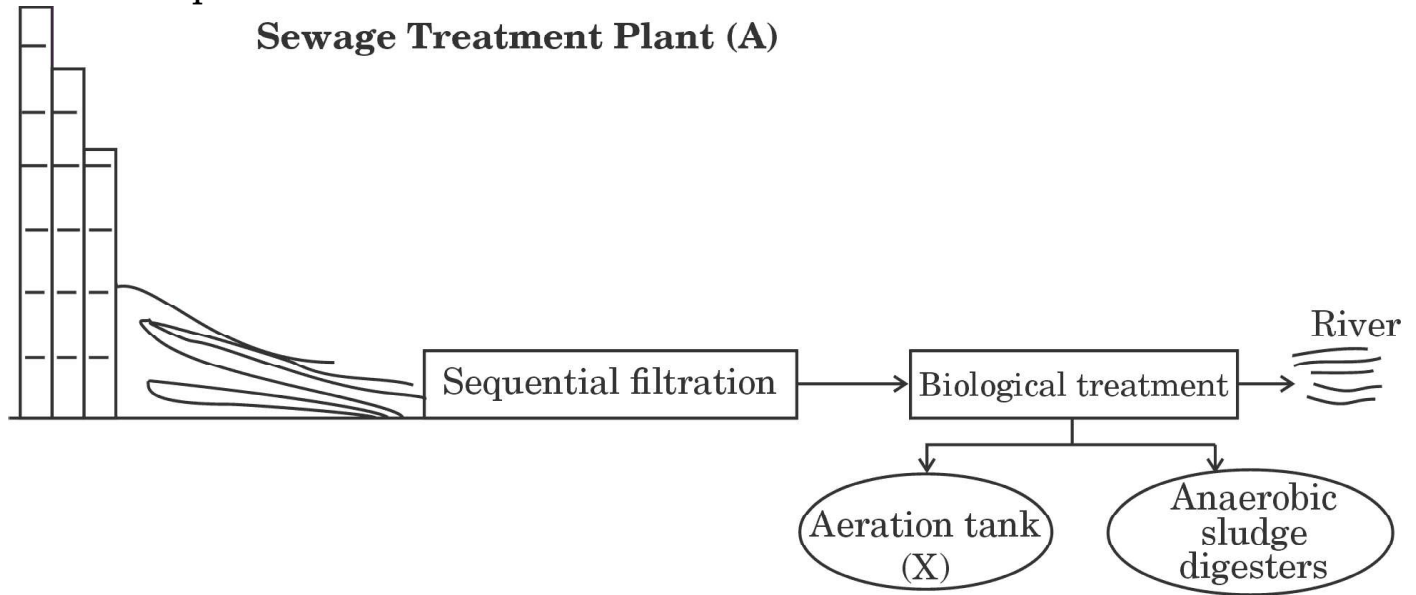 Sewage Treatment Plant (A)
River
Sequential filtration
Biological treatment
Aeration tank
(X)
Anaerobic
sludge
digesters